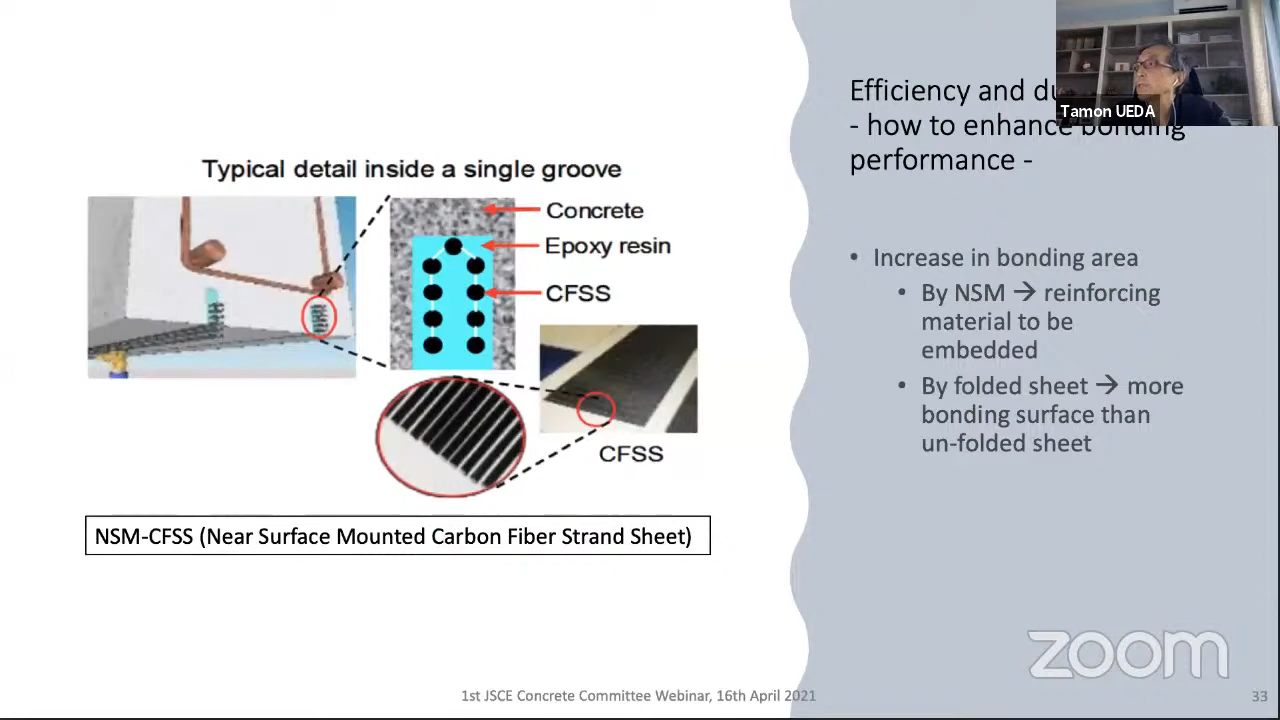 Typical detail inside a single groove
Concrete
Epoxy resin
CFSS
CFSS
NSM-CFSS (Near Surface Mounted Carbon Fiber Strand Sheet)
Efficiency and
- how to enhance bonding
performance -
• Increase in bonding area
• By NSM → reinforcing
material to be
embedded
• By folded sheet → more
bonding surface than
un-folded sheet
Tamon UEDA
zoom
1st JSCE Concrete Committee Webinar, 16th April 2021
33